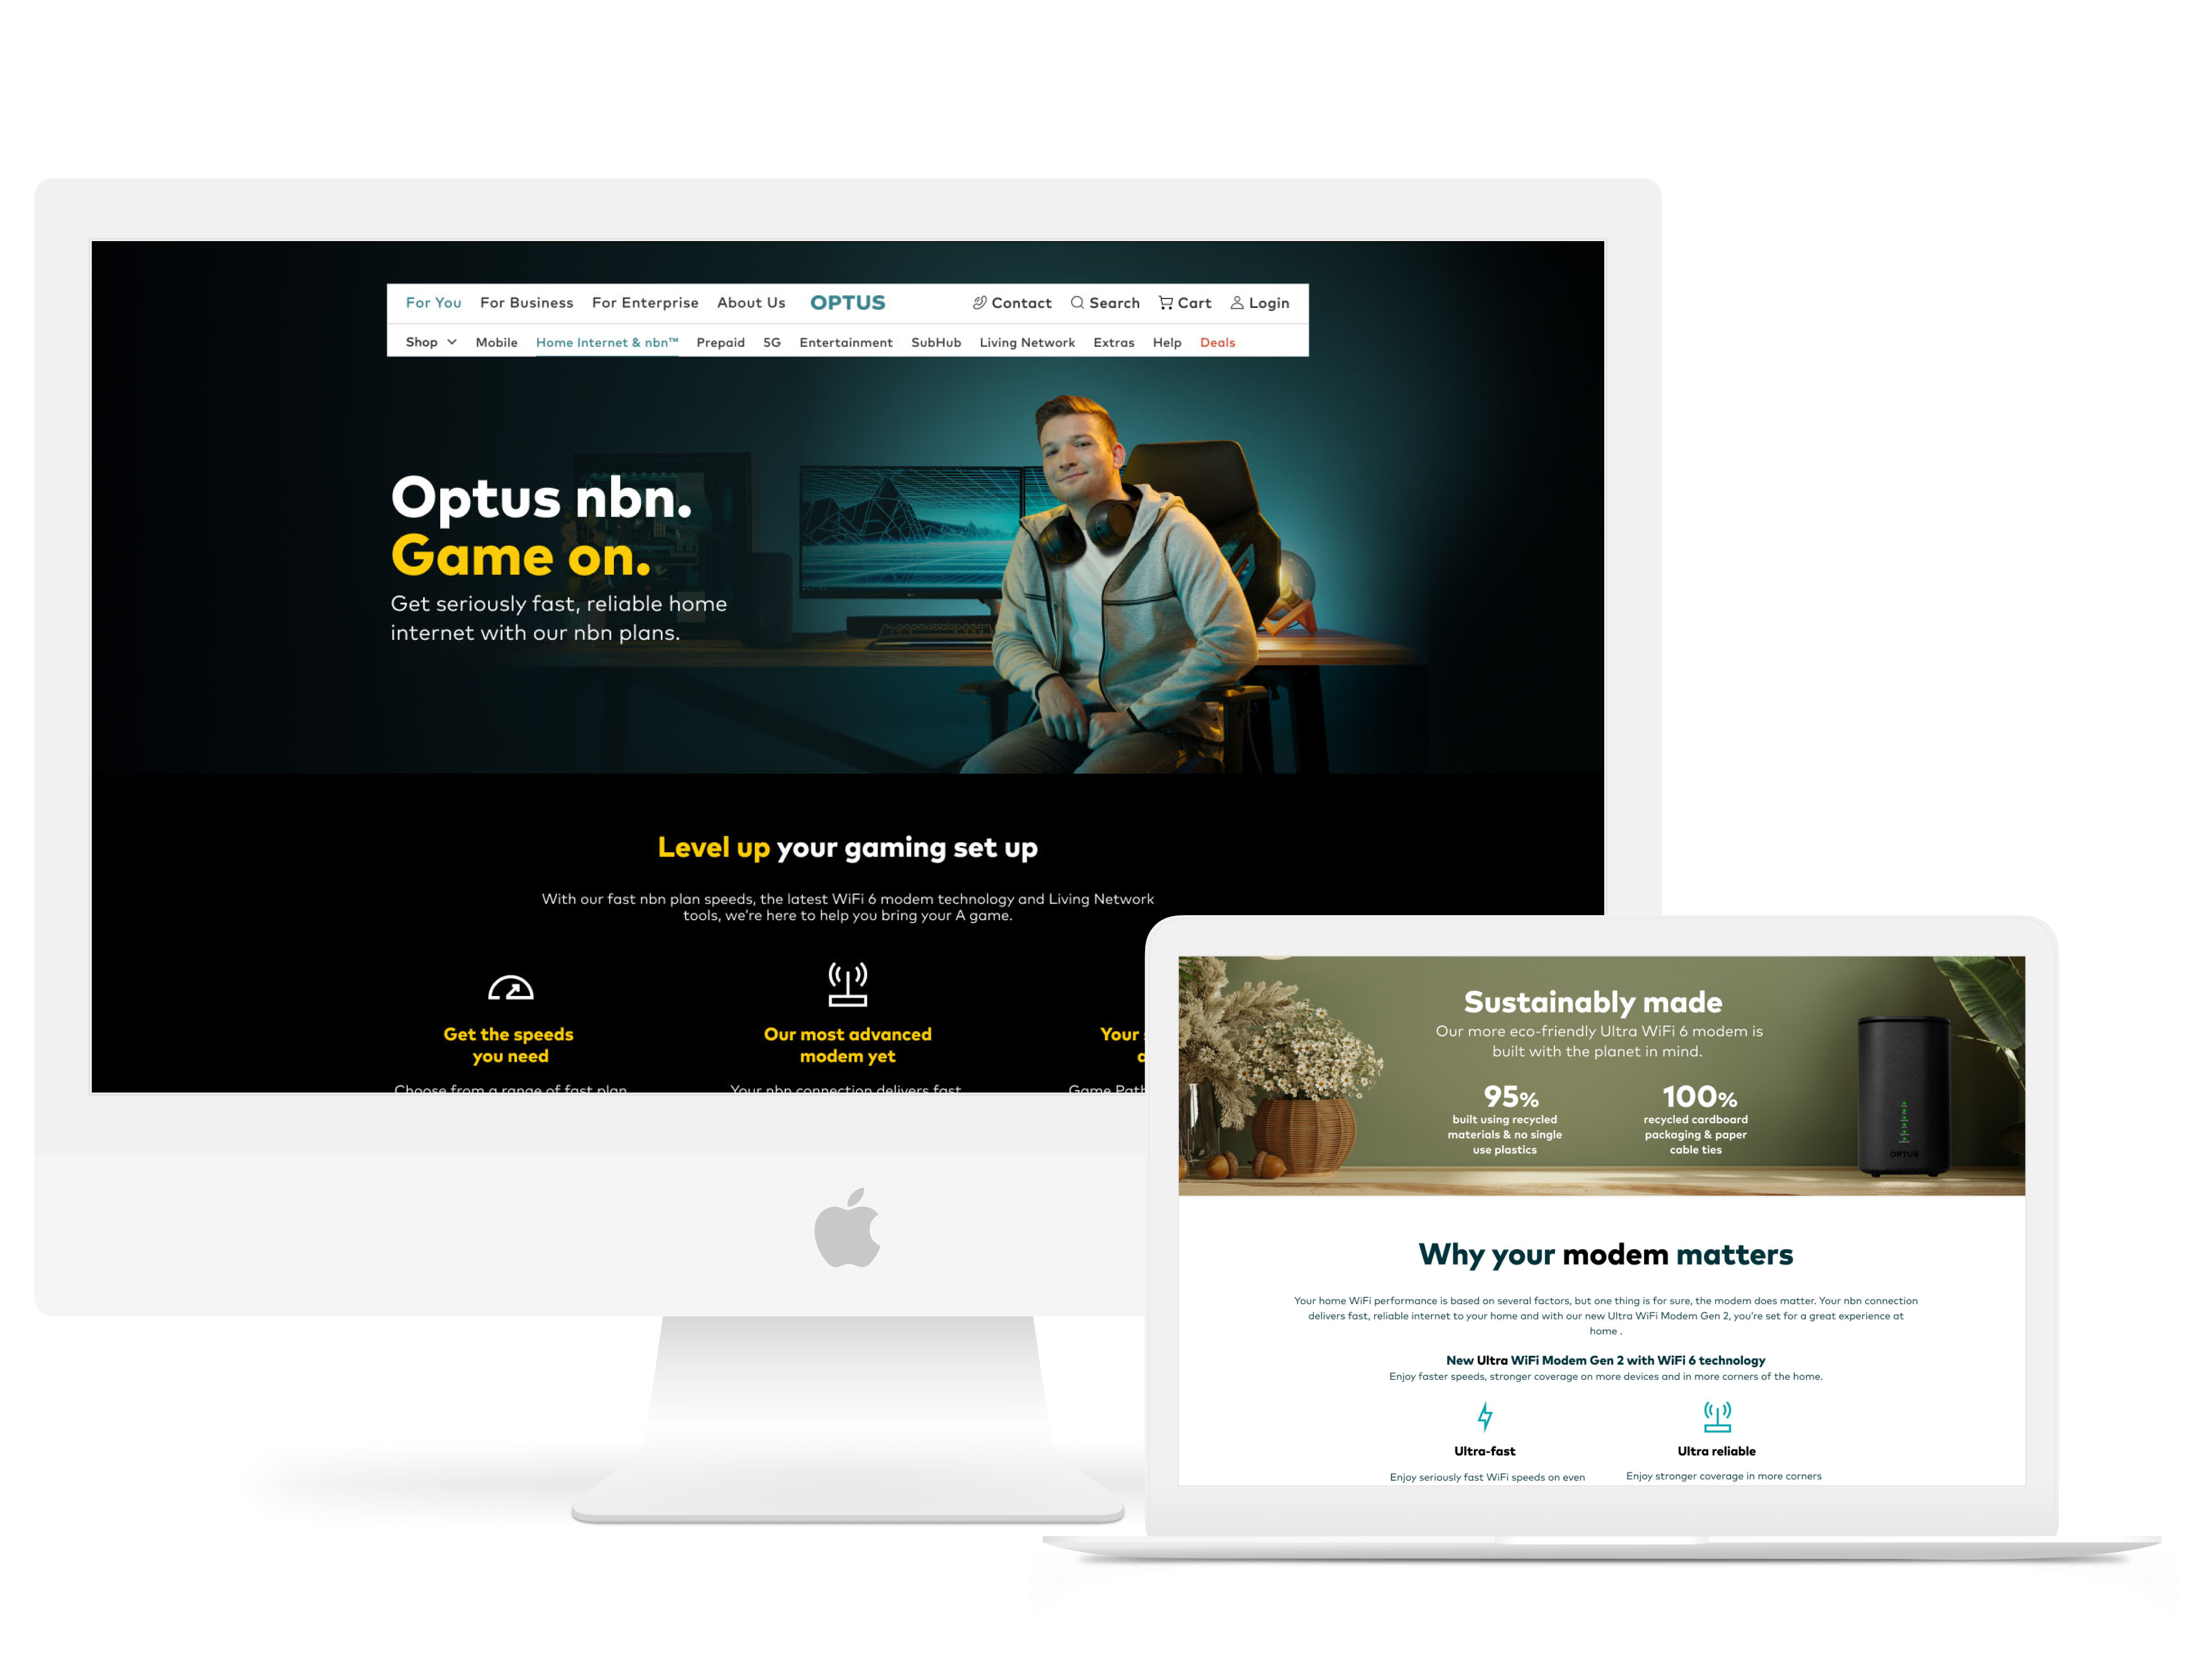 For You For Business For Enterprise About Us OPTUS Contact Search Cart Login
Shop Mobile Home Internet & nbn™ Prepaid 5G Entertainment SubHub Living Network Extras Help Deals
Optus nbn.
Game on.
Get seriously fast, reliable home
internet with our nbn plans.
Level up your gaming set up
With our fast nbn plan speeds, the latest WiFi 6 modem technology and Living Network
tools, we're here to help you bring your A game.
Get the speeds
you need
Choose from a range of fast plan
Our most advanced
modem yet
Your nbn connection delivers fast
Your
Game Path
Sustainably made
Our more eco-friendly Ultra WiFi 6 modem is
built with the planet in mind.
95%
built using recycled
materials & no single
use plastics
100%
recycled cardboard
packaging & paper
cable ties
OPTUS
Why your modem matters
Your home WiFi performance is based on several factors, but one thing is for sure, the modem does matter. Your nbn connection
delivers fast, reliable internet to your home and with our new Ultra WiFi Modem Gen 2, you're set for a great experience at
home .
New Ultra WiFi Modem Gen 2 with WiFi 6 technology
Enjoy faster speeds, stronger coverage on more devices and in more corners of the home.
Ultra-fast
Enjoy seriously fast WiFi speeds on even
Ultra reliable
Enjoy stronger coverage in more corners